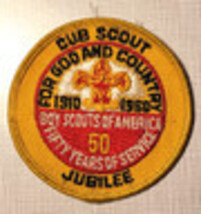 CUB SCOUT
FOR GOD AND COUNTRY
1910 1960
BOY SCOUTS OF AMERICA
50
FIFTY YEARS OF SERVICE
JUBILEE